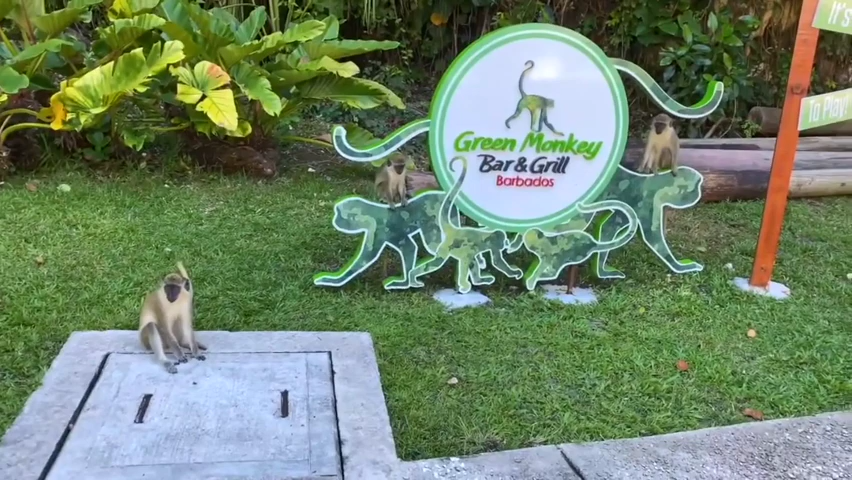 Green Monkey
Bar & Grill
BARBADOS
It's
to Play!